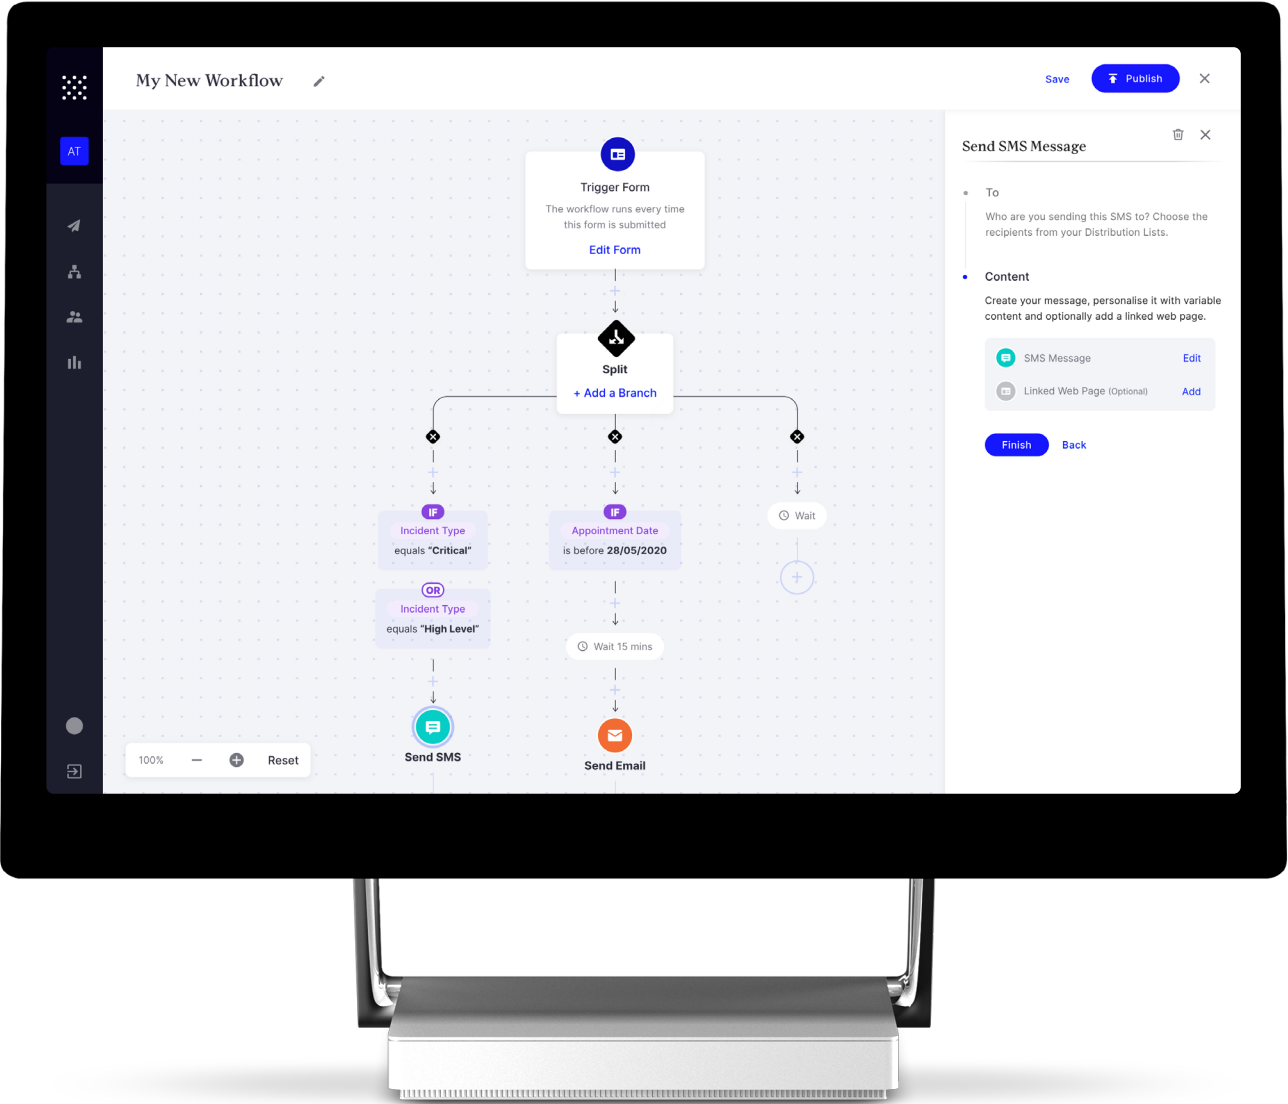 My New Workflow
Save
Publish
AT
Trigger Form
The workflow runs every time
this form is submitted
Edit Form
Split
+ Add a Branch
IF
Incident Type
equals “Critical”
OR
Incident Type
equals “High Level”
Send SMS
IF
Appointment Date
is before 28/05/2020
Wait 15 mins
Send Email
Wait
100%
Reset
Send SMS Message
To
Who are you sending this SMS to? Choose the
recipients from your Distribution Lists.
Content
Create your message, personalise it with variable
content and optionally add a linked web page.
SMS Message
Edit
Linked Web Page (Optional)
Add
Finish
Back